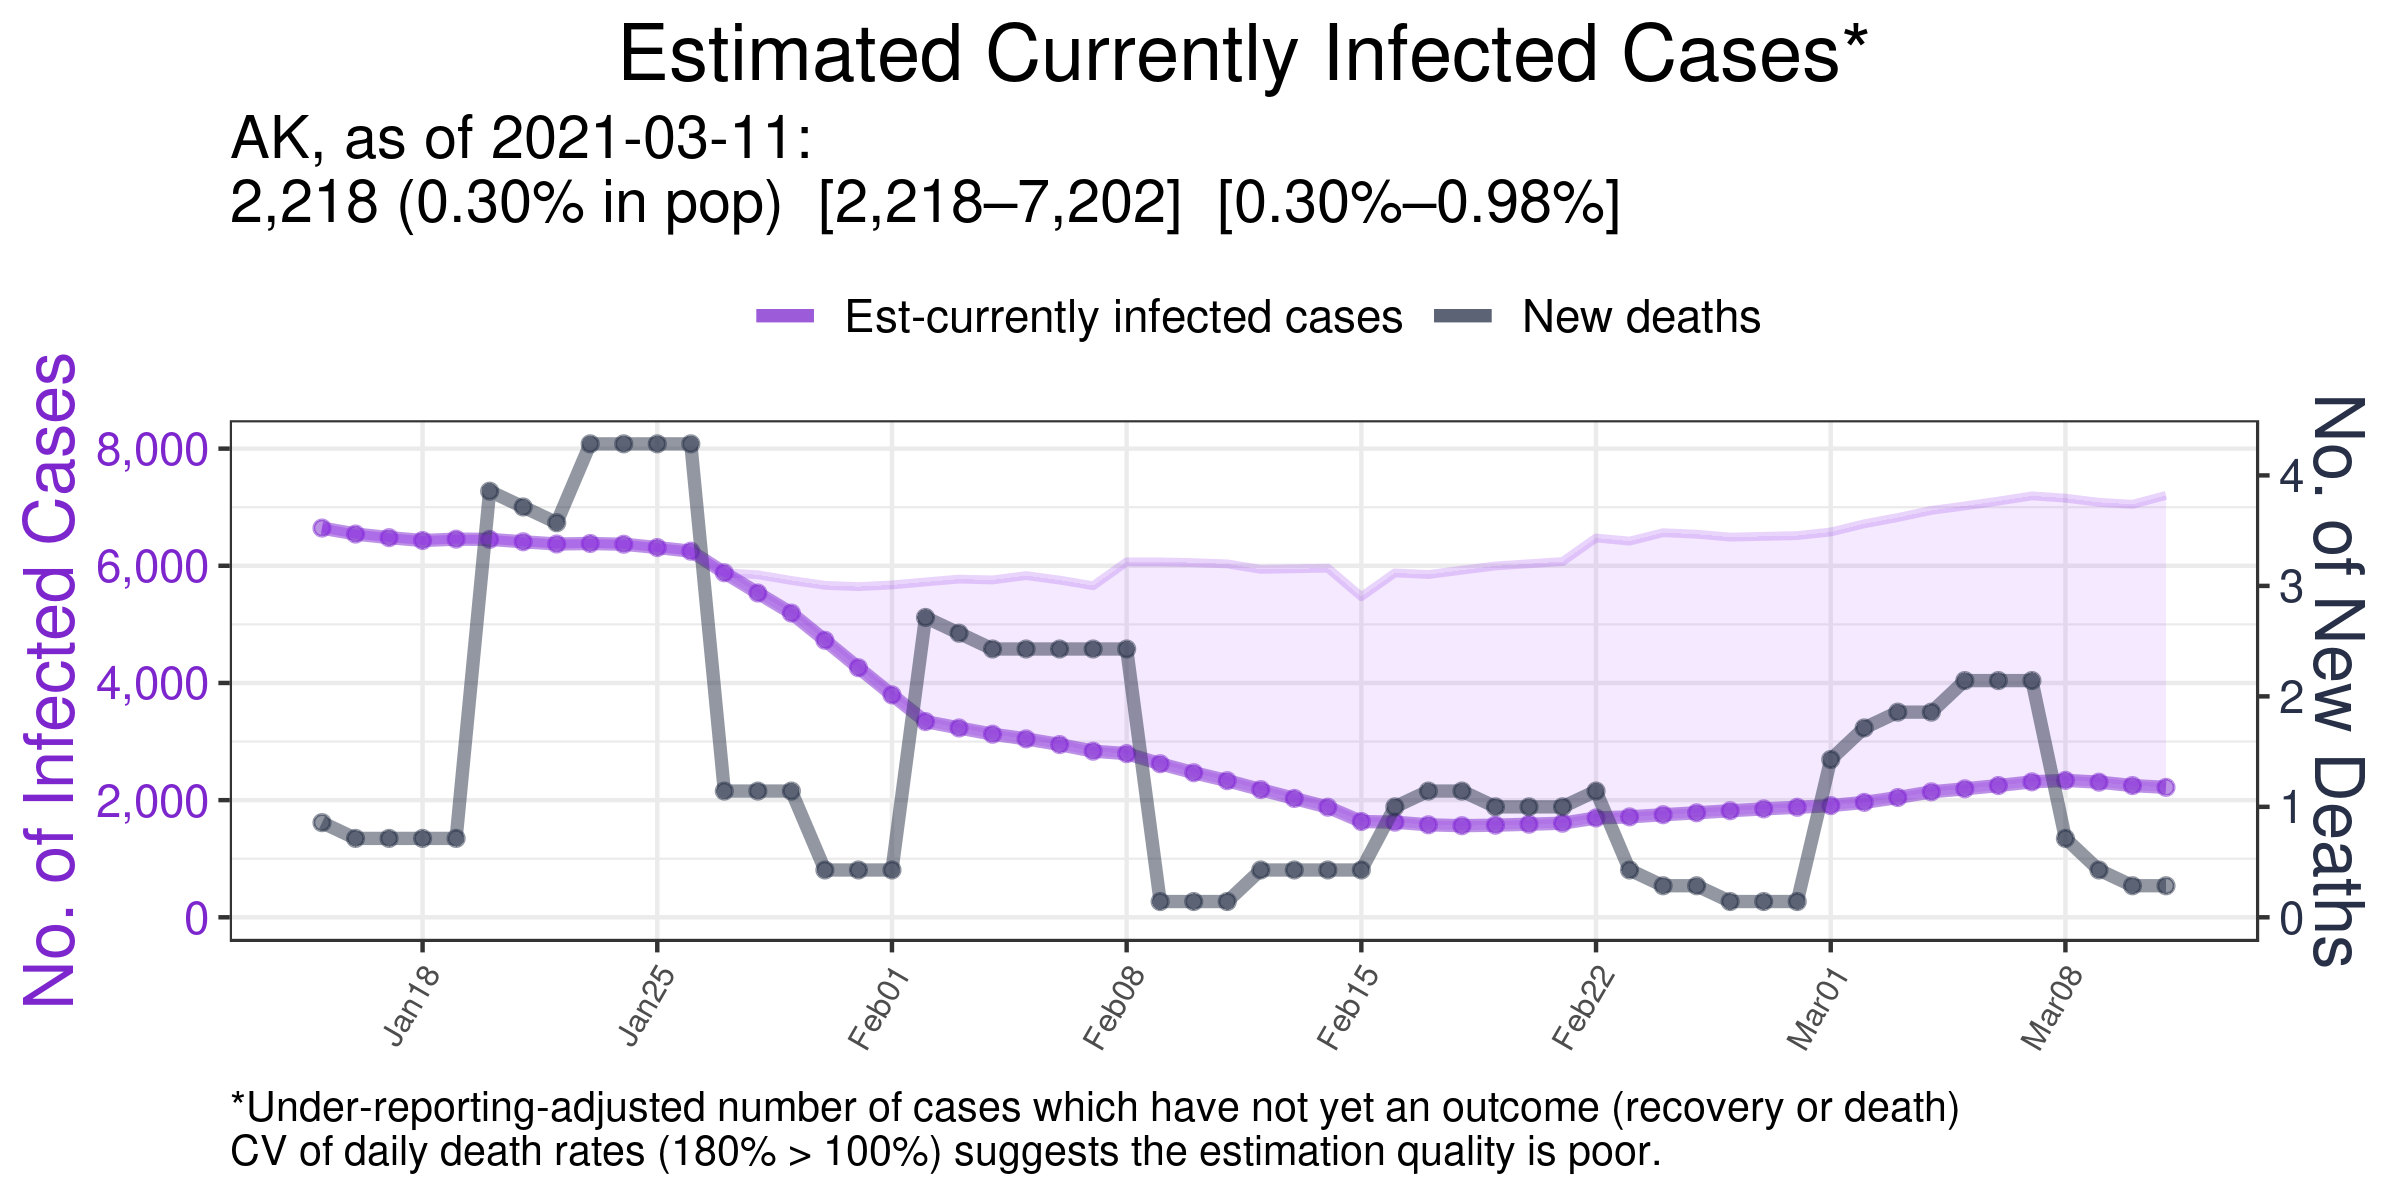 Estimated Currently Infected Cases*
AK, as of 2021-03-11:
2,218 (0.30% in pop)  [2,218–7,202]  [0.30%–0.98%]
Est-currently infected cases
New deaths
No. of Infected Cases
8,000
6,000
4,000
2,000
0
4
3
2
1
0
No. of New Deaths
Jan18
Jan25
Feb01
Feb08
Feb15
Feb22
Mar01
Mar08
*Under-reporting-adjusted number of cases which have not yet an outcome (recovery or death)
CV of daily death rates (180% > 100%) suggests the estimation quality is poor.